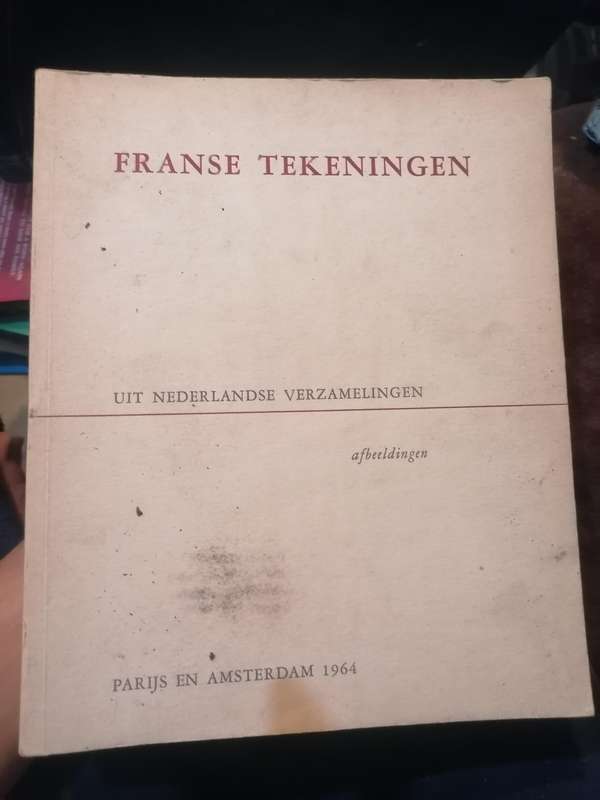 FRANSE TEKENINGEN
UIT NEDERLANDSE VERZAMELINGEN
afbeeldingen
PARIJS EN AMSTERDAM 1964